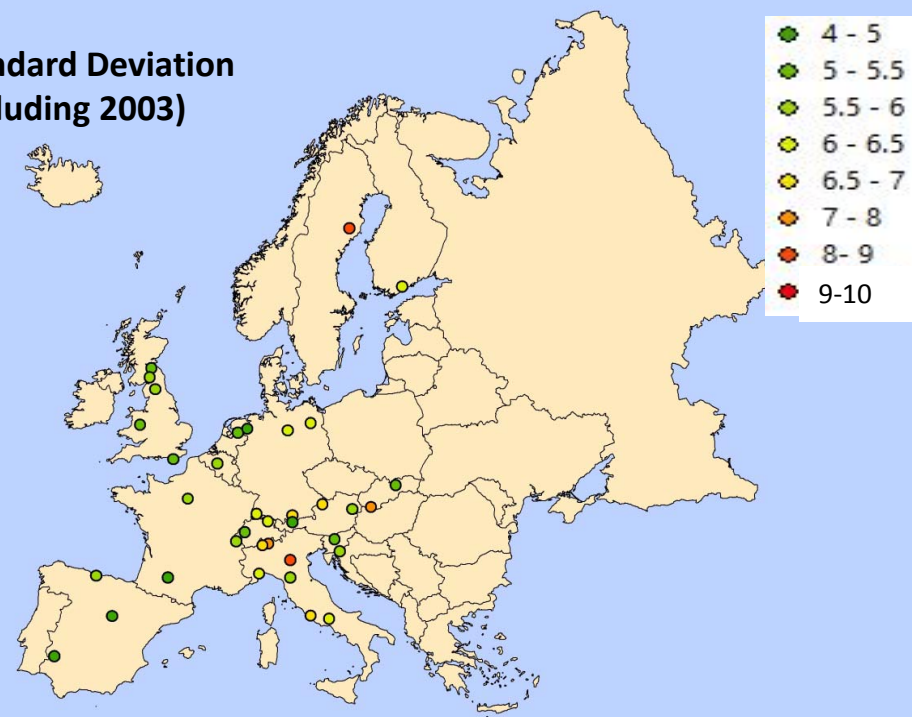 ndard Deviation
luding 2003)
4 - 5
5 - 5.5
5.5 - 6
6 - 6.5
6.5 - 7
7 - 8
8- 9
9-10